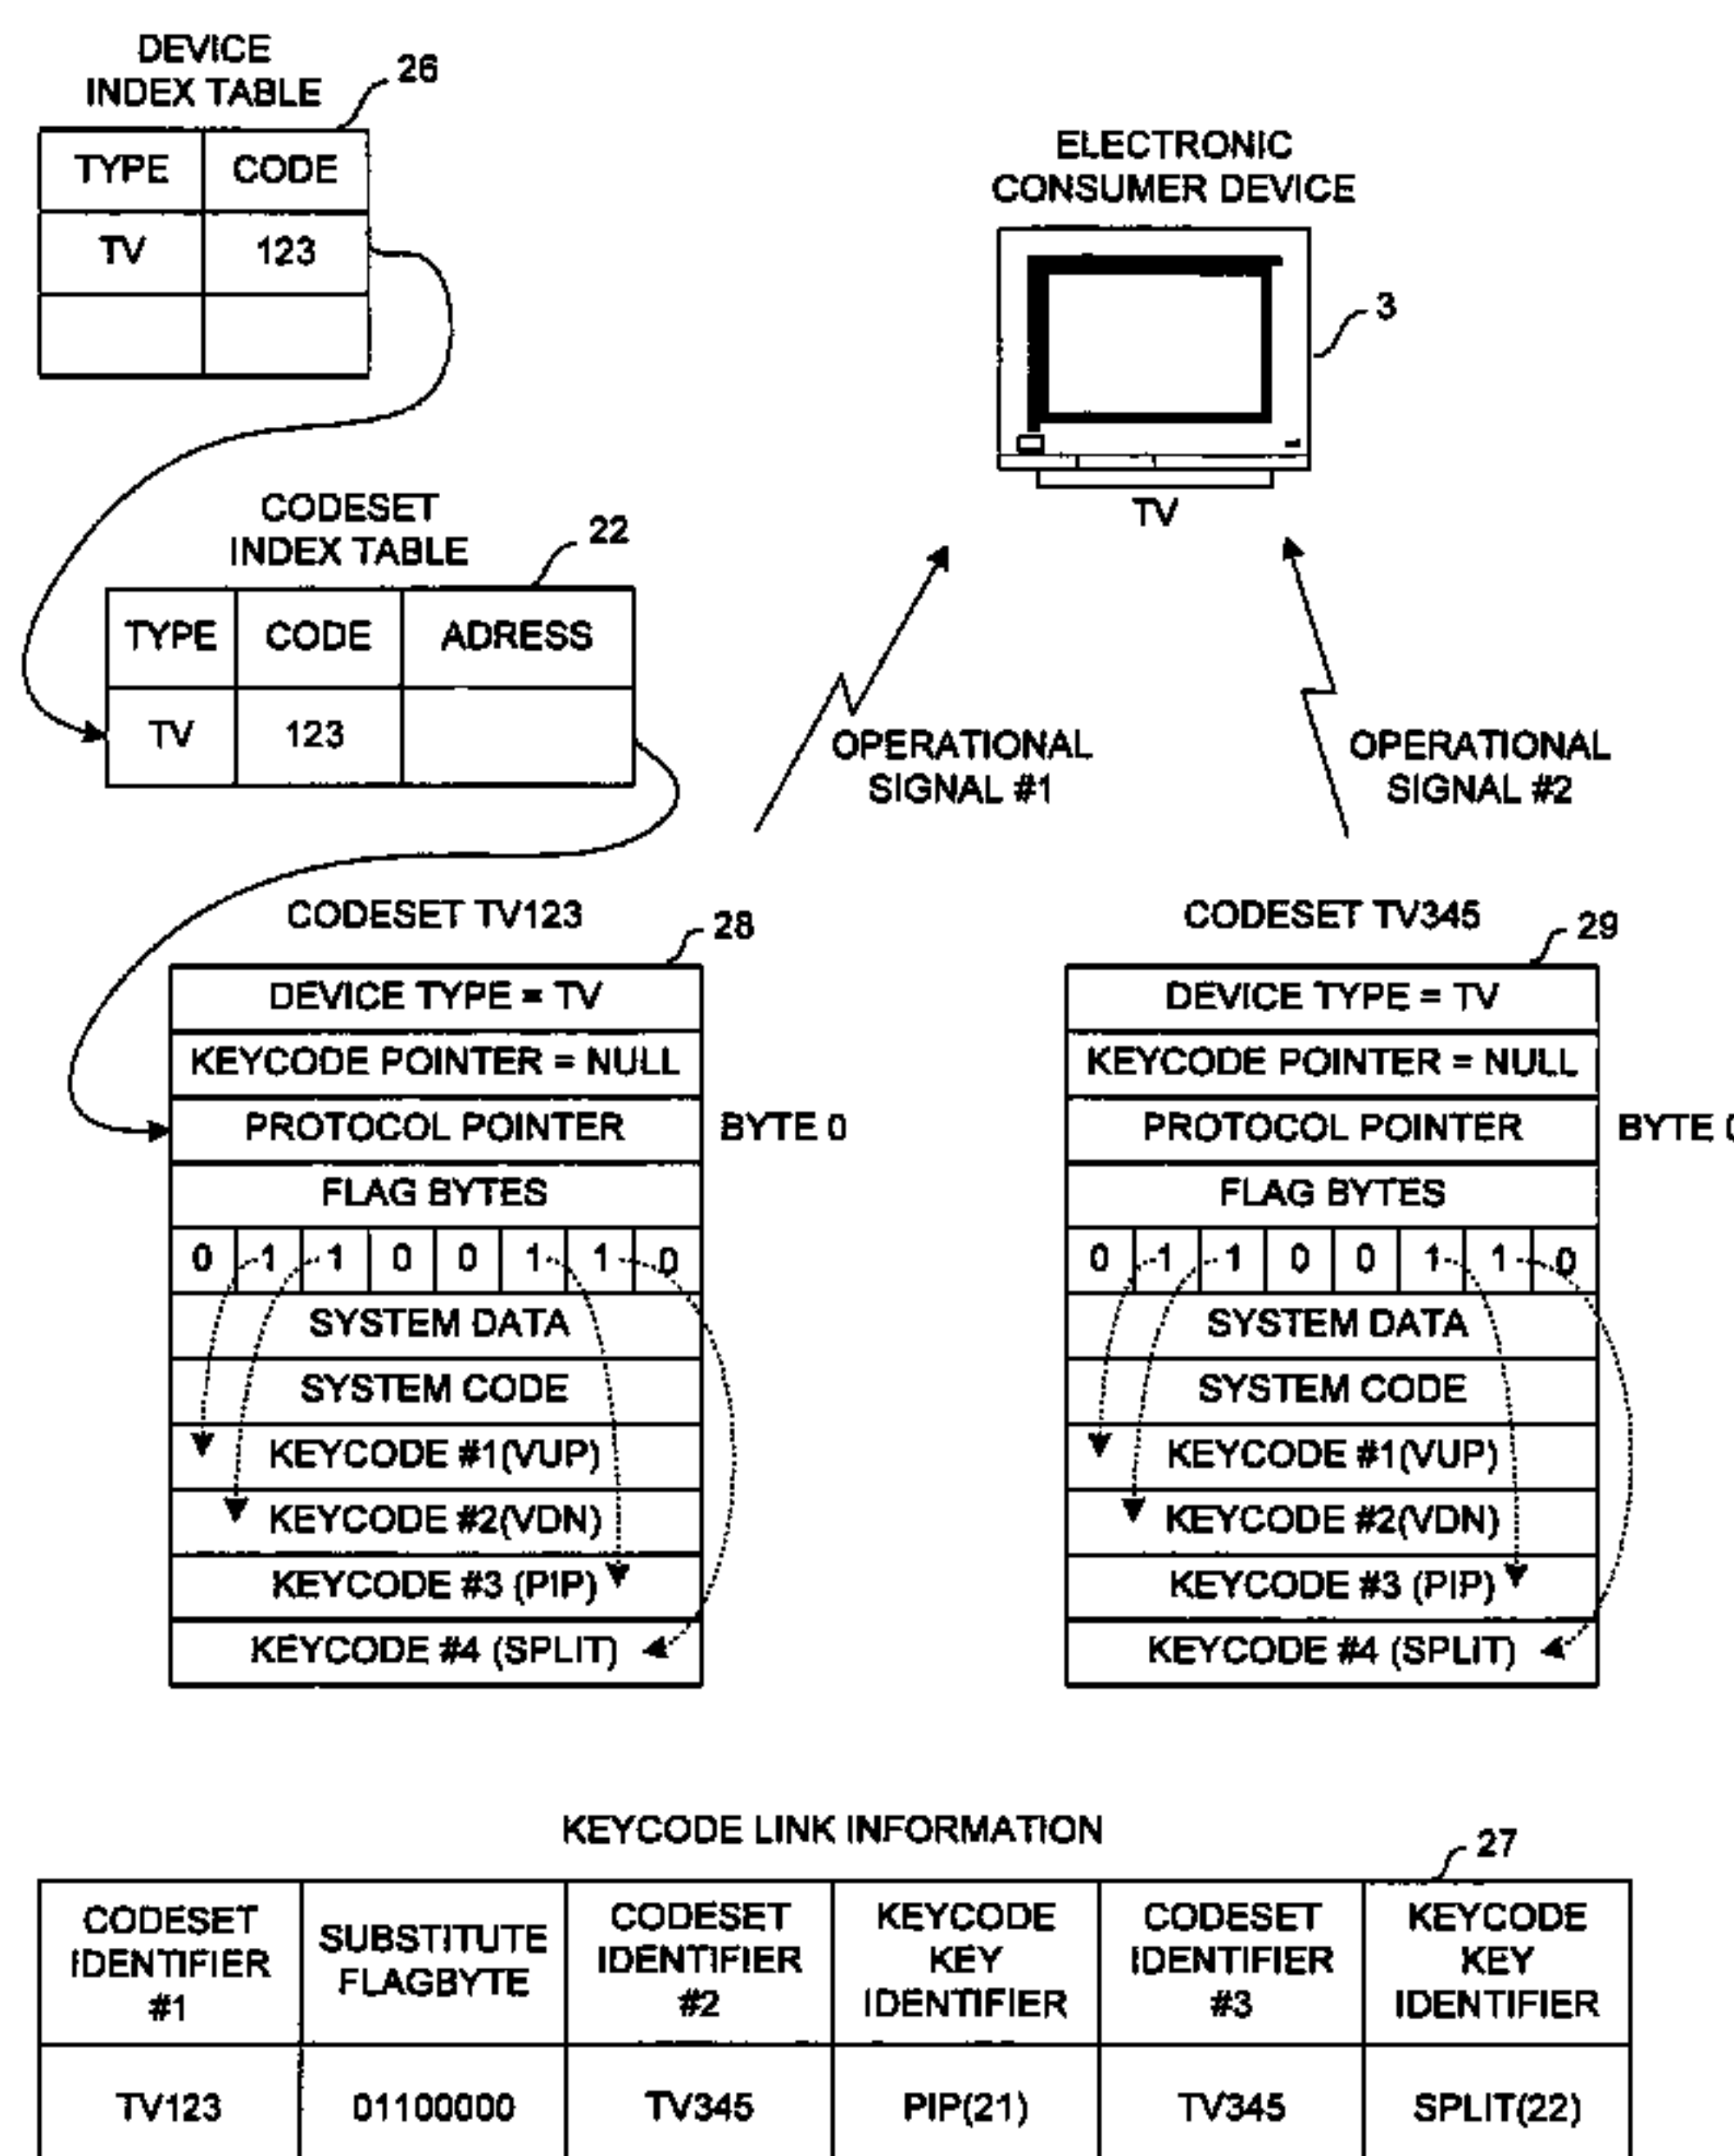 DEVICE
INDEX TABLE
26
TYPE CODE
TV 123
ELECTRONIC
CONSUMER DEVICE
3
TV
CODESET
INDEX TABLE
22
TYPE CODE ADRESS
TV 123
OPERATIONAL
SIGNAL #1
OPERATIONAL
SIGNAL #2
CODESET TV123
28
DEVICE TYPE = TV
KEYCODE POINTER = NULL
PROTOCOL POINTER
BYTE 0
FLAG BYTES
0 1 1 0 0 1 1 0
SYSTEM DATA
SYSTEM CODE
KEYCODE #1(VUP)
KEYCODE #2(VDN)
KEYCODE #3 (PIP)
KEYCODE #4 (SPLIT)
CODESET TV345
29
DEVICE TYPE = TV
KEYCODE POINTER = NULL
PROTOCOL POINTER
BYTE 0
FLAG BYTES
0 1 1 0 0 1 1 0
SYSTEM DATA
SYSTEM CODE
KEYCODE #1(VUP)
KEYCODE #2(VDN)
KEYCODE #3 (PIP)
KEYCODE #4 (SPLIT)
KEYCODE LINK INFORMATION
27
CODESET
IDENTIFIER
#1
SUBSTITUTE
FLAGBYTE
CODESET
IDENTIFIER
#2
KEYCODE
KEY
IDENTIFIER
CODESET
IDENTIFIER
#3
KEYCODE
KEY
IDENTIFIER
TV123 01100000 TV345 PIP(21) TV345 SPLIT(22)